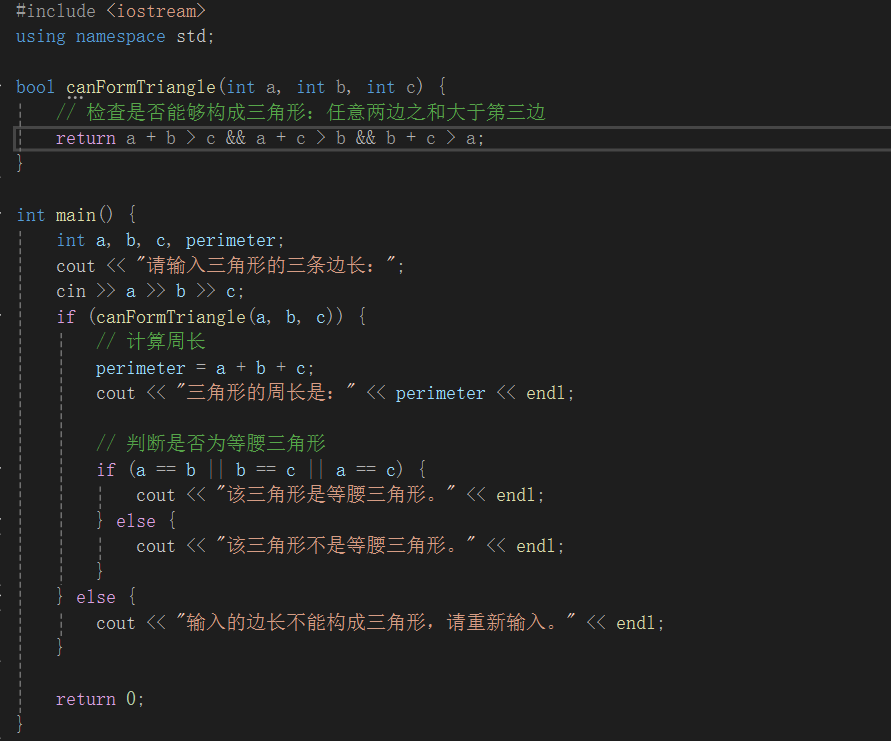 #include <iostream>
using namespace std;
bool canFormTriangle(int a, int b, int c) {
// 检查是否能够构成三角形：任意两边之和大于第三边
return a + b > c && a + c > b && b + c > a;
}
int main() {
int a, b, c, perimeter;
cout << "请输入三角形的三条边长：";
cin >> a >> b >> c;
if (canFormTriangle(a, b, c)) {
// 计算周长
perimeter = a + b + c;
cout << "三角形的周长是：" << perimeter << endl;
// 判断是否为等腰三角形
if (a == b || b == c || a == c) {
cout << "该三角形是等腰三角形。" << endl;
} else {
cout << "该三角形不是等腰三角形。" << endl;
}
} else {
cout << "输入的边长不能构成三角形，请重新输入。" << endl;
}
return 0;
}